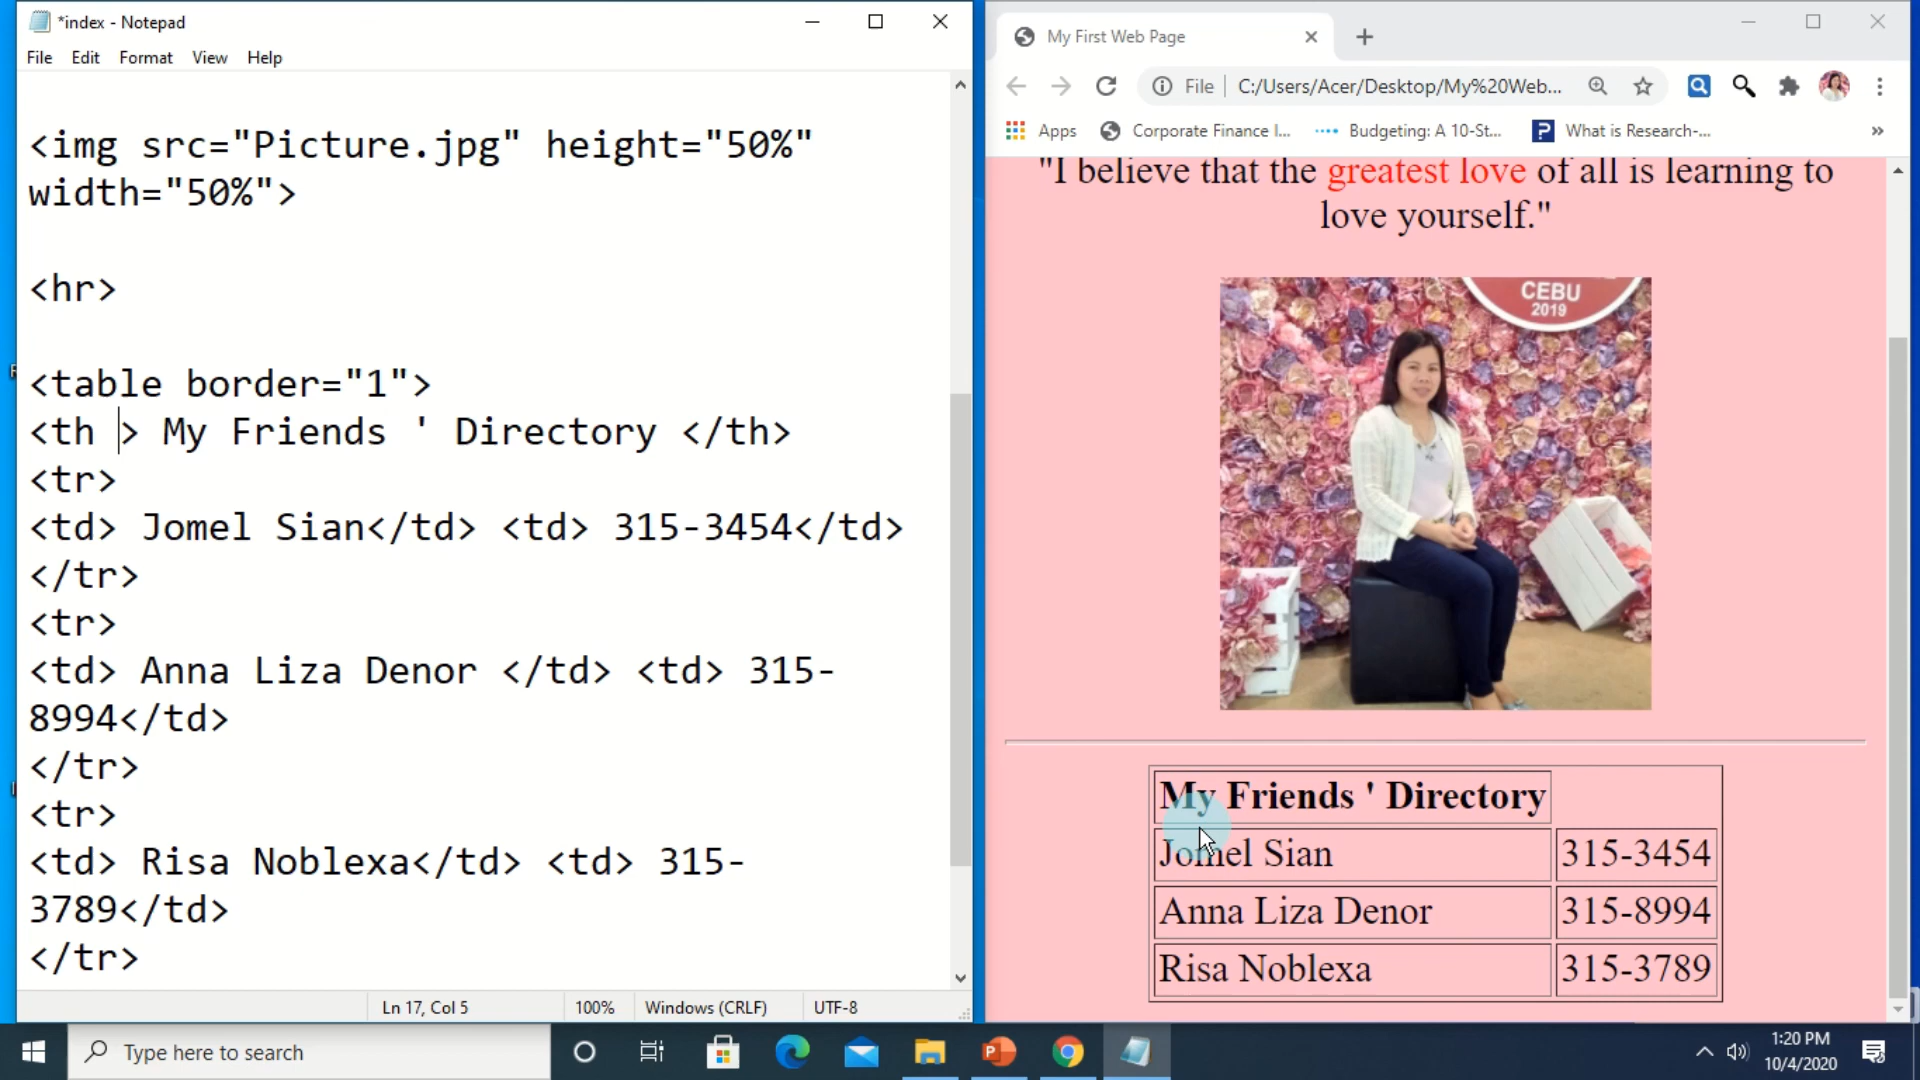 *index - Notepad
File Edit Format View Help
<img src="Picture.jpg" height="50%"
width="50%">
<hr>
<table border="1">
<th > My Friends ' Directory </th>
<tr>
<td> Jomel Sian</td> <td> 315-3454</td>
</tr>
<tr>
<td> Anna Liza Denor </td> <td> 315-
8994</td>
</tr>
<tr>
<td> Risa Noblexa</td> <td> 315-
3789</td>
</tr>
Ln 17, Col 5 100% Windows (CRLF) UTF-8
My First Web Page
File C:/Users/Acer/Desktop/My%20Web...
Apps Corporate Finance I... Budgeting: A 10-St... What is Research-...
"I believe that the greatest love of all is learning to
love yourself."
CEBU
2019
My Friends ' Directory
Jomel Sian 315-3454
Anna Liza Denor 315-8994
Risa Noblexa 315-3789
Type here to search
1:20 PM
10/4/2020